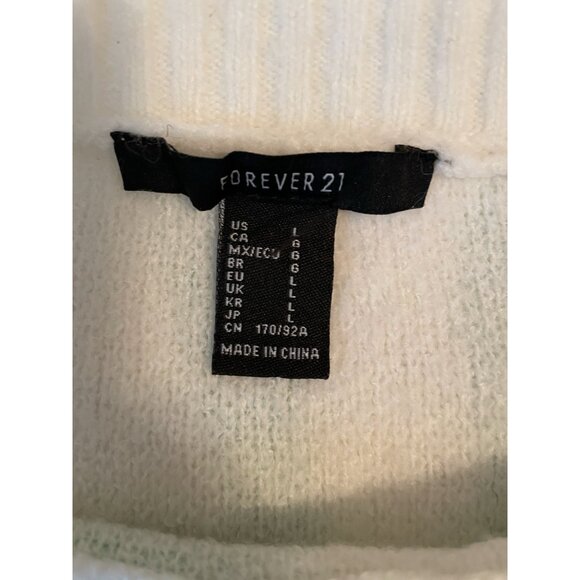 FOREVER 21
US L
CA G
MX/ECU G
BR G
EU L
UK L
KR L
JP L
CN 170/92A
MADE IN CHINA